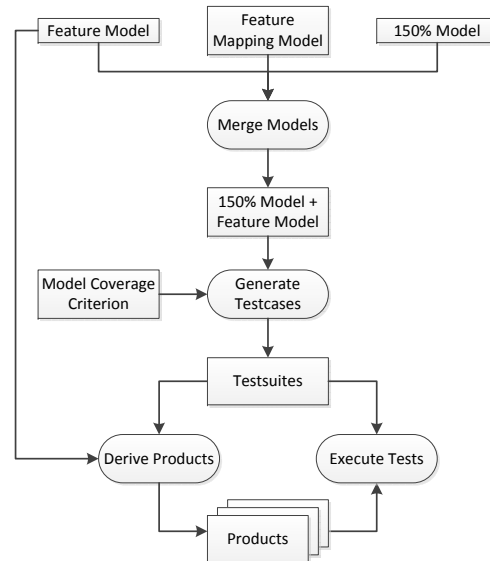 Feature Model
Feature
Mapping Model
150% Model
Merge Models
150% Model +
Feature Model
Model Coverage
Criterion
Generate
Testcases
Testsuites
Derive Products
Execute Tests
Products